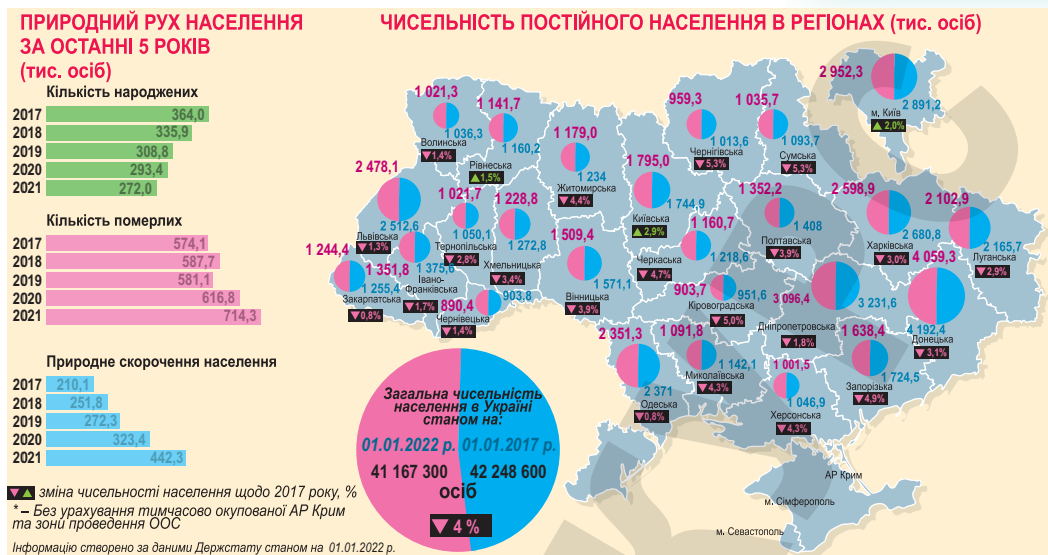 ПРИРОДНИЙ РУХ НАСЕЛЕННЯ
ЗА ОСТАННІ 5 РОКІВ
(тис. осіб)
Кількість народжених
2017 364,0
2018 335,9
2019 308,8
2020 293,4
2021 272,0
Кількість померлих
2017 574,1
2018 587,7
2019 581,1
2020 616,8
2021 714,3
Природне скорочення населення
2017 210,1
2018 251,8
2019 272,3
2020 323,4
2021 442,3
▼▲ зміна чисельності населення щодо 2017 року, %
* – Без урахування тимчасово окупованої АР Крим
та зони проведення ООС
Інформацію створено за даними Держстату станом на 01.01.2022 р.
ЧИСЕЛЬНІСТЬ ПОСТІЙНОГО НАСЕЛЕННЯ В РЕГІОНАХ (тис. осіб)
1 021,3
1 036,3
Волинська
▼1,4%
1 141,7
1 160,2
Рівненська
▲1,5%
1 179,0
1 234
Житомирська
▼4,4%
1 795,0
1 744,9
Київська
▲2,9%
959,3
1 013,6
Чернігівська
▼5,3%
1 035,7
1 093,7
Сумська
▼5,3%
2 952,3
2 891,2
м. Київ
▲2,0%
2 478,1
2 512,6
Львівська
▼1,3%
1 021,7
1 050,1
Тернопільська
▼2,8%
1 228,8
1 272,8
Хмельницька
▼3,4%
1 509,4
1 571,1
Вінницька
▼3,9%
1 160,7
1 218,6
Черкаська
▼4,7%
1 352,2
1 408
Полтавська
▼3,9%
2 598,9
2 680,8
Харківська
▼3,0%
2 102,9
2 165,7
Луганська
▼2,9%
1 244,4
1 255,4
Закарпатська
▼0,8%
1 351,8
1 375,6
Івано-
Франківська
▼1,7%
890,4
903,8
Чернівецька
▼1,4%
903,7
951,6
Кіровоградська
▼5,0%
3 096,4
3 231,6
Дніпропетровська
▼1,8%
4 059,3
4 192,4
Донецька
▼3,1%
2 351,3
2 371
Одеська
▼0,8%
1 091,8
1 142,1
Миколаївська
▼4,3%
1 001,5
1 046,9
Херсонська
▼4,3%
1 638,4
1 724,5
Запорізька
▼4,9%
АР Крим
м. Сімферополь
м. Севастополь
Загальна чисельність
населення в Україні
станом на:
01.01.2022 р. 01.01.2017 р.
41 167 300 42 248 600
осіб
▼4 %